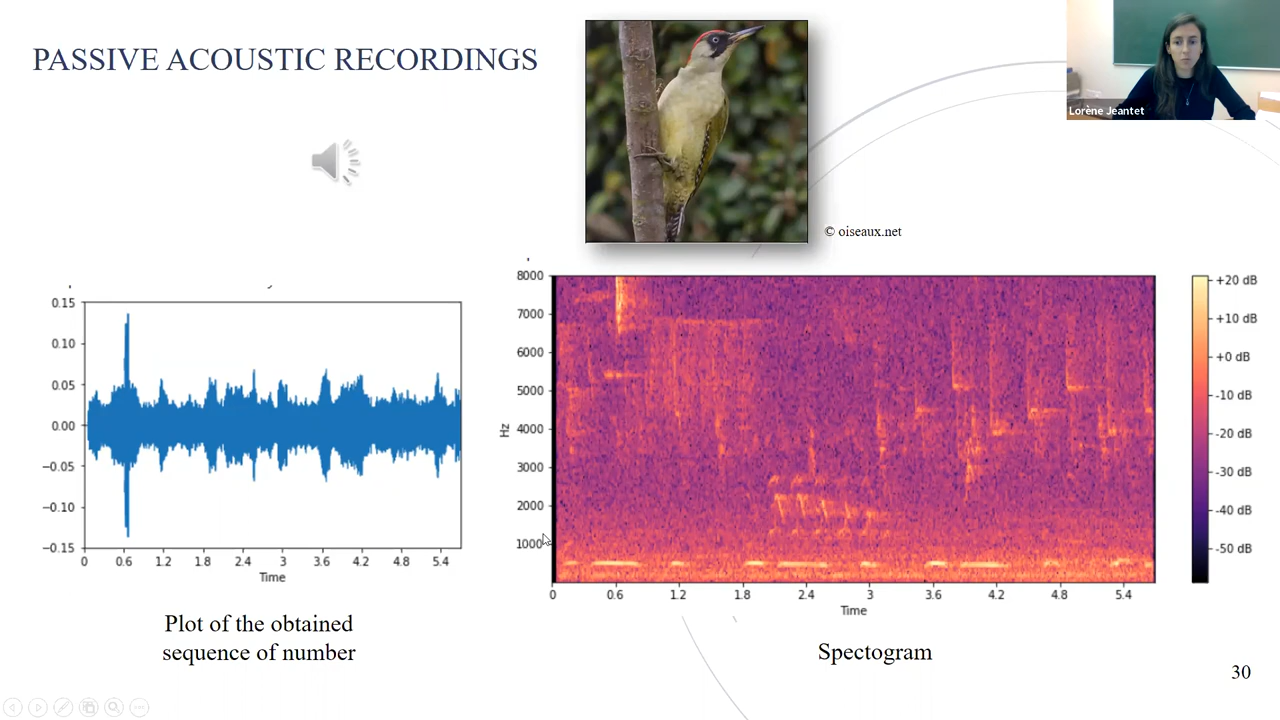 PASSIVE ACOUSTIC RECORDINGS
Lorène Jeantet
© oiseaux.net
0.15
0.10
0.05
0.00
−0.05
−0.10
−0.15
0 0.6 1.2 1.8 2.4 3 3.6 4.2 4.8 5.4
Time
Plot of the obtained
sequence of number
8000
7000
6000
5000
4000
3000
2000
1000
Hz
0 0.6 1.2 1.8 2.4 3 3.6 4.2 4.8 5.4
Time
Spectogram
+20 dB
+10 dB
+0 dB
-10 dB
-20 dB
-30 dB
-40 dB
-50 dB
30